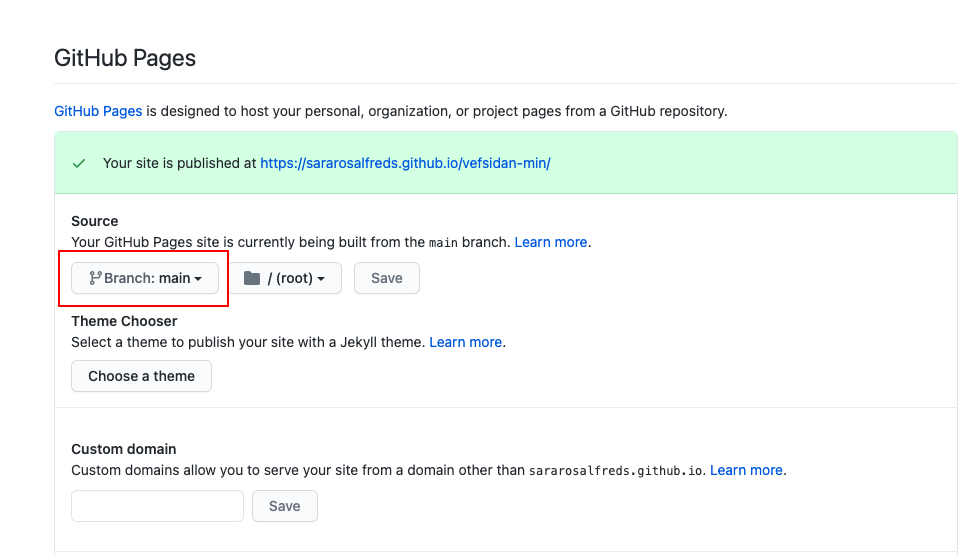 GitHub Pages
GitHub Pages is designed to host your personal, organization, or project pages from a GitHub repository.
Your site is published at https://sararosalfreds.github.io/vefsidan-min/
Source
Your GitHub Pages site is currently being built from the main branch. Learn more.
Branch: main / (root) Save
Theme Chooser
Select a theme to publish your site with a Jekyll theme. Learn more.
Choose a theme
Custom domain
Custom domains allow you to serve your site from a domain other than sararosalfreds.github.io. Learn more.
Save